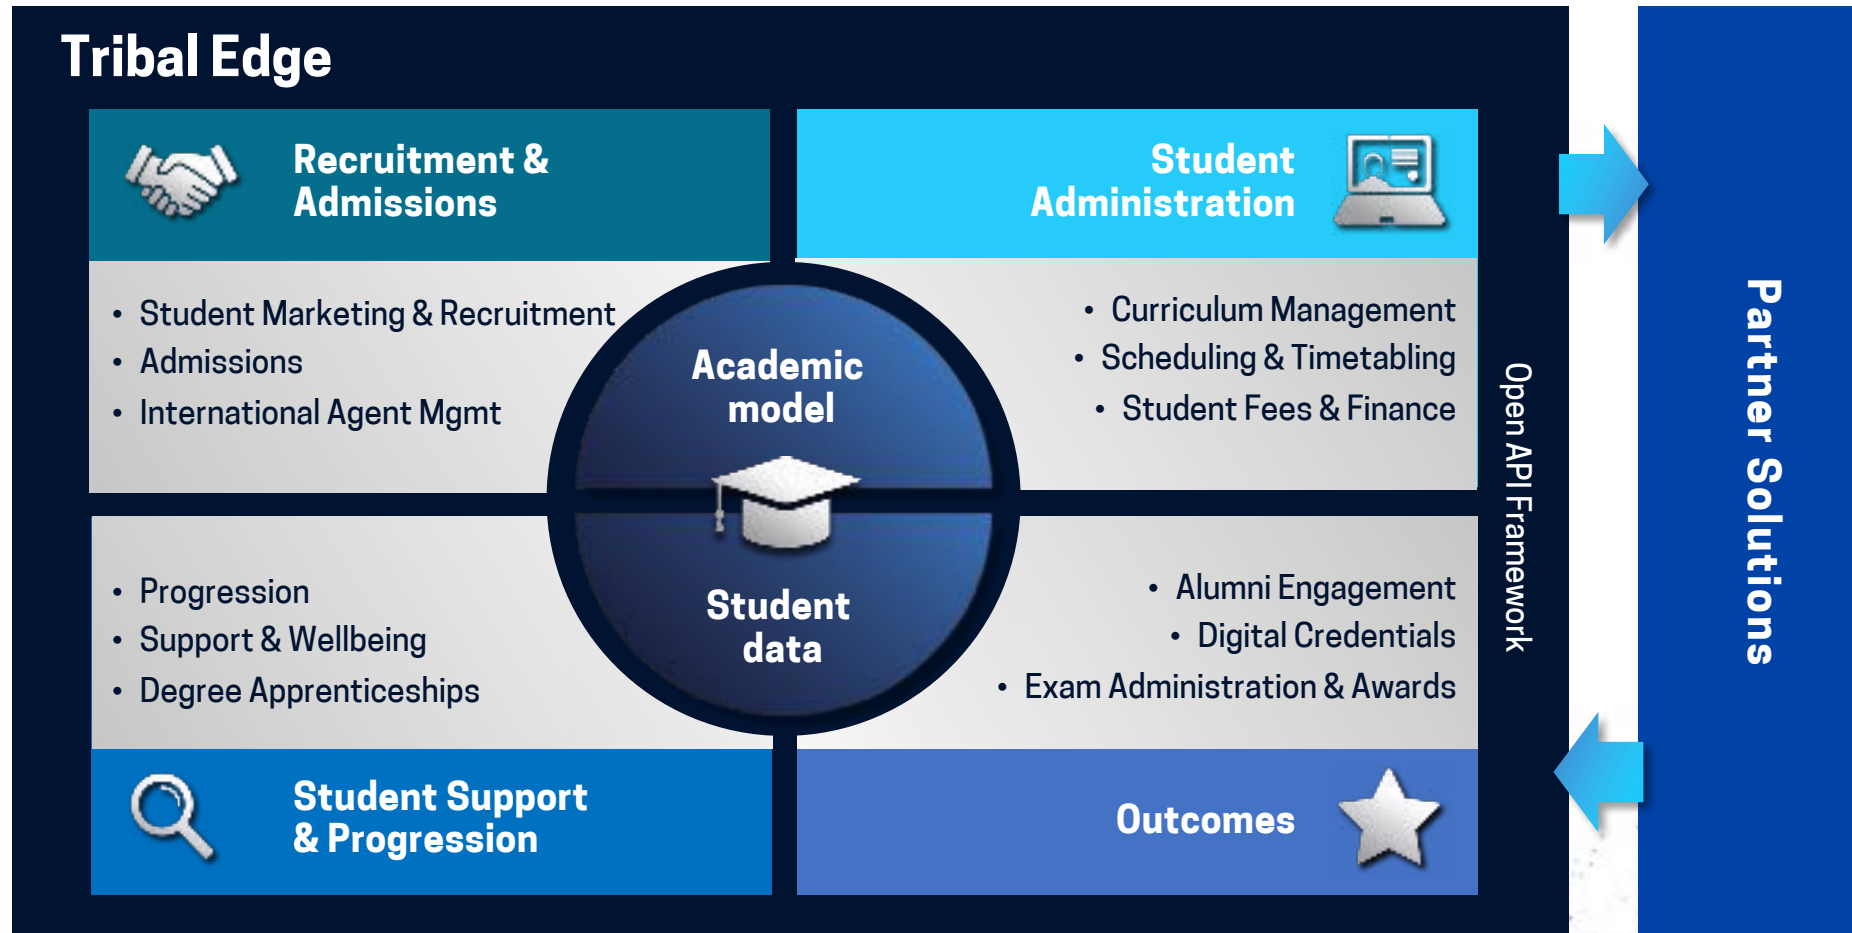 Tribal Edge
Recruitment &
Admissions
• Student Marketing & Recruitment
• Admissions
• International Agent Mgmt
Student
Administration
• Curriculum Management
• Scheduling & Timetabling
• Student Fees & Finance
Academic
model
Student
data
• Progression
• Support & Wellbeing
• Degree Apprenticeships
Student Support
& Progression
• Alumni Engagement
• Digital Credentials
• Exam Administration & Awards
Outcomes
Open API Framework
Partner Solutions